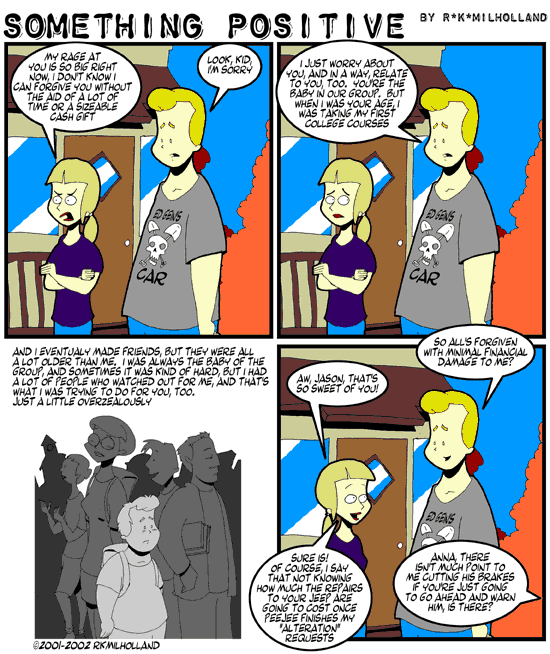 SOMETHING POSITIVE BY R*K*MILHOLLAND
MY RAGE AT
YOU IS SO BIG RIGHT
NOW, I DON'T KNOW I
CAN FORGIVE YOU WITHOUT
THE AID OF A LOT OF
TIME OR A SIZEABLE
CASH GIFT
LOOK, KID,
I'M SORRY
ED GEINS
CAR
I JUST WORRY ABOUT
YOU, AND IN A WAY, RELATE
TO YOU, TOO. YOU'RE THE
BABY IN OUR GROUP. BUT
WHEN I WAS YOUR AGE, I
WAS TAKING MY FIRST
COLLEGE COURSES
ED GEINS
CAR
AND I EVENTUALY MADE FRIENDS, BUT THEY WERE ALL
A LOT OLDER THAN ME. I WAS ALWAYS THE BABY OF THE
GROUP, AND SOMETIMES IT WAS KIND OF HARD, BUT I HAD
A LOT OF PEOPLE WHO WATCHED OUT FOR ME, AND THAT'S
WHAT I WAS TRYING TO DO FOR YOU, TOO.
JUST A LITTLE OVERZEALOUSLY
©2001-2002 RKMILHOLLAND
AW, JASON, THAT'S
SO SWEET OF YOU!
SO ALL'S FORGIVEN
WITH MINIMAL FINANCIAL
DAMAGE TO ME?
ED GEINS
SURE IS!
OF COURSE, I SAY
THAT NOT KNOWING
HOW MUCH THE REPAIRS
TO YOUR JEEP ARE
GOING TO COST ONCE
PEEJEE FINISHES MY
"ALTERATION"
REQUESTS
ANNA, THERE
ISN'T MUCH POINT TO
ME CUTTING HIS BRAKES
IF YOU'RE JUST GOING
TO GO AHEAD AND WARN
HIM, IS THERE?